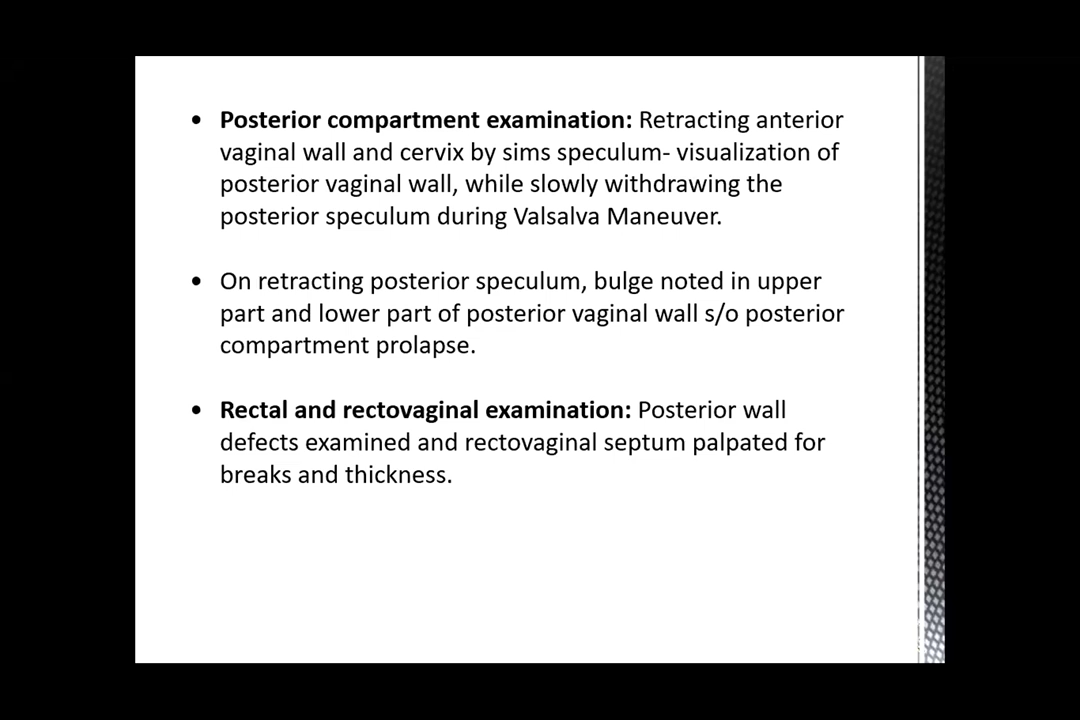 • Posterior compartment examination: Retracting anterior
vaginal wall and cervix by sims speculum- visualization of
posterior vaginal wall, while slowly withdrawing the
posterior speculum during Valsalva Maneuver.
• On retracting posterior speculum, bulge noted in upper
part and lower part of posterior vaginal wall s/o posterior
compartment prolapse.
• Rectal and rectovaginal examination: Posterior wall
defects examined and rectovaginal septum palpated for
breaks and thickness.